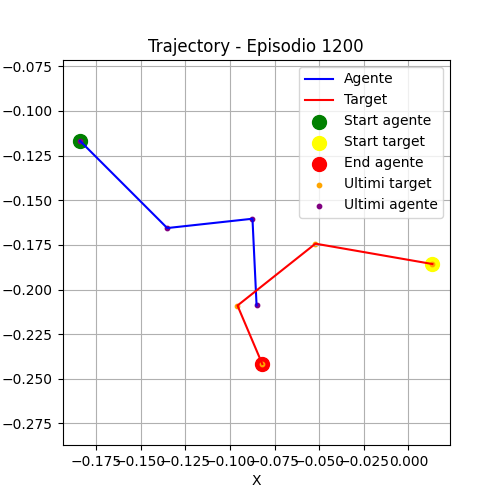 Trajectory - Episodio 1200
Agente
Target
Start agente
Start target
End agente
Ultimi target
Ultimi agente
−0.075
−0.100
−0.125
−0.150
−0.175
−0.200
−0.225
−0.250
−0.275
−0.175−0.150−0.125−0.100−0.075−0.050−0.025 0.000
X